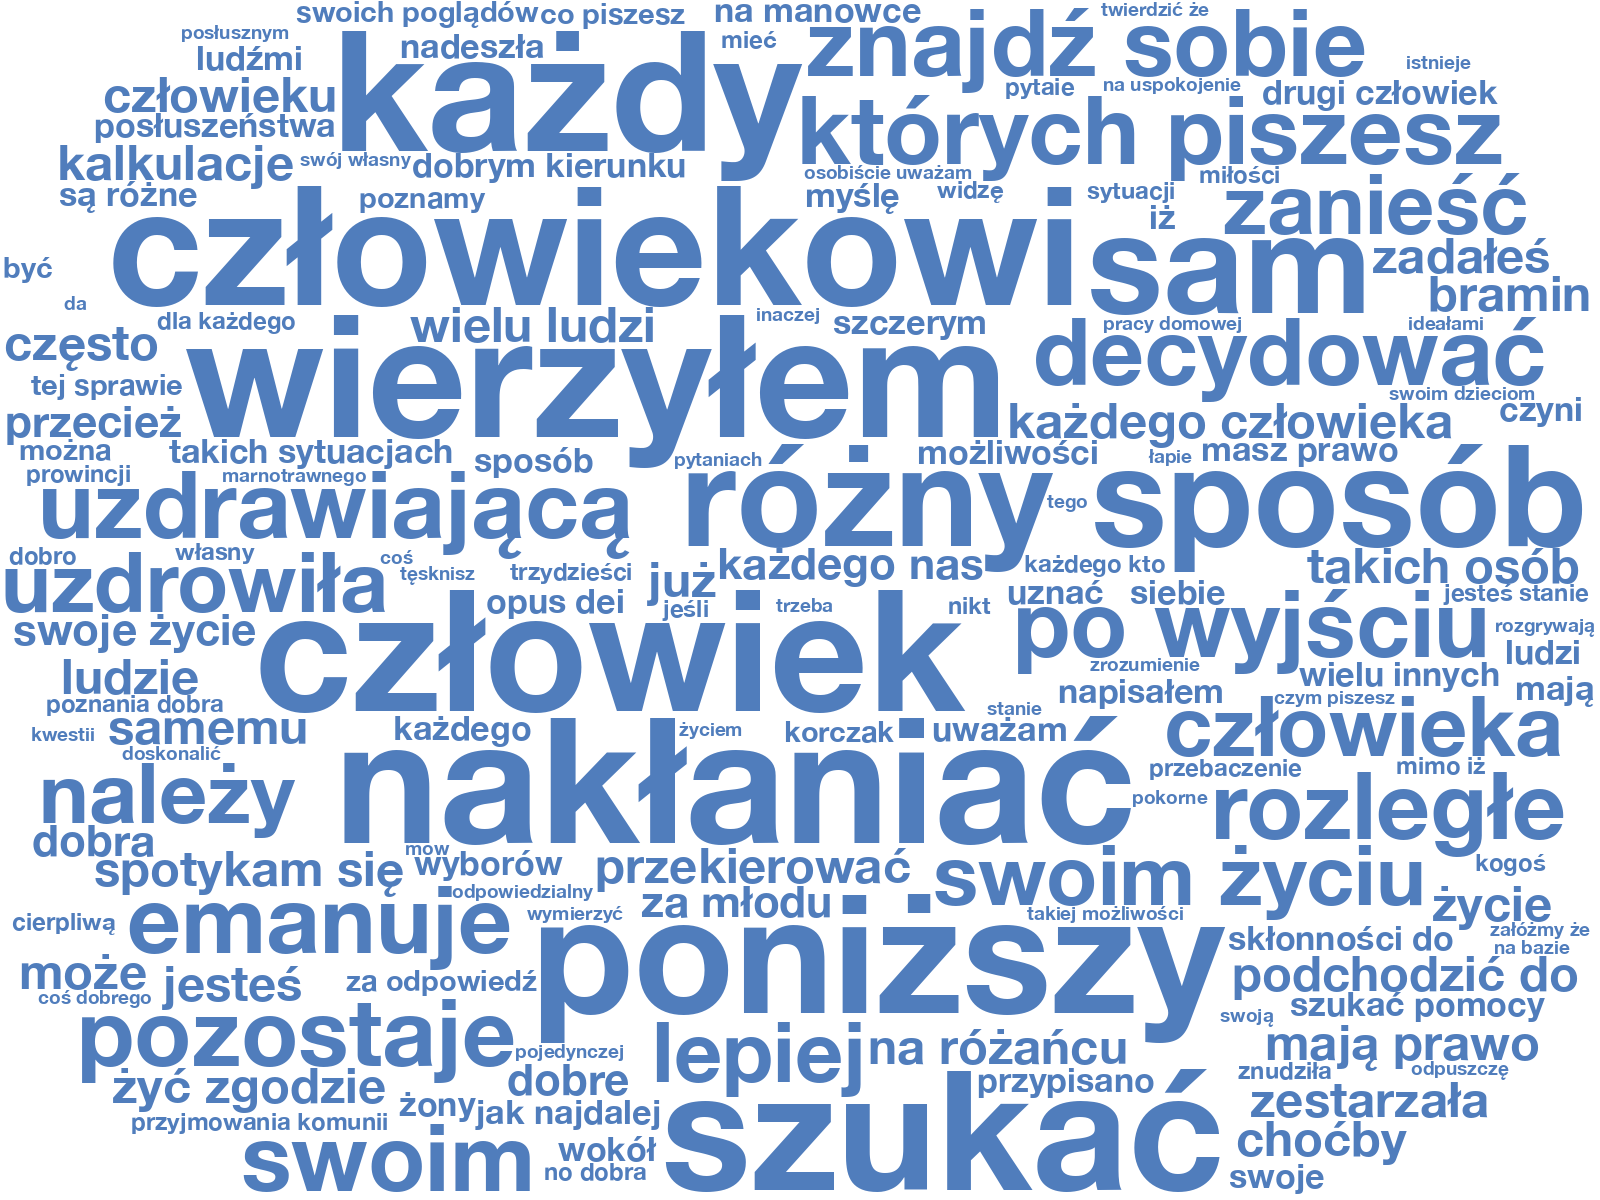 swoich poglądów
co piszesz
na manowce
twierdzić że
posłusznym
nadeszła
mieć
znajdź sobie
ludźmi
każdy
istnieje
człowieku
pytaie
na uspokojenie
drugi człowiek
posłuszeństwa
których piszesz
kalkulacje
swój własny
dobrym kierunku
osobiście uważam
miłości
są różne
poznamy
myślę
widzę
sytuacji
iż
zanieść
człowiekowi
sam
zadałeś
być
bramin
da
dla każdego
wielu ludzi
inaczej
szczerym
pracy domowej
ideałami
często
wierzyłem
decydować
tej sprawie
swoim dzieciom
czyni
przecież
każdego człowieka
można
takich sytuacjach
sposób
pytaniach
możliwości
łapie
masz prawo
prowincji
marnotrawnego
uzdrawiającą
różny
tego
sposób
dobro
własny
coś
każdego nas
każdego kto
takich osób
uzdrowiła
tęsknisz
trzydzieści
już
jesteś stanie
opus dei
jeśli
trzeba
nikt
uznać
siebie
swoje życie
człowiek
po wyjściu
rozgrywają
ludzi
ludzie
zrozumienie
wielu innych
poznania dobra
napisałem
czym piszesz
mają
kwestii
samemu
każdego
życiem
korczak
stanie
uważam
człowieka
doskonalić
nakłaniać
przebaczenie
mimo iż
należy
pokorne
rozległe
dobra
mow
spotykam się
wyborów
przekierować
swoim życiu
kogoś
odpowiedzialny
cierpliwą
emanuje
wymierzyć
za młodu
takiej możliwości
życie
poniższy
skłonności do
załóżmy że
na bazie
może
jesteś
za odpowiedź
podchodzić do
coś dobrego
szukać pomocy
swoją
pozostaje
pojedynczej
lepiej
na różańcu
mają prawo
żyć zgodzie
dobre
przypisano
znudziła
odpuszczę
przyjmowania komunii
żony
jak najdalej
szukać
zestarzała
swoim
wokół
choćby
no dobra
swoje